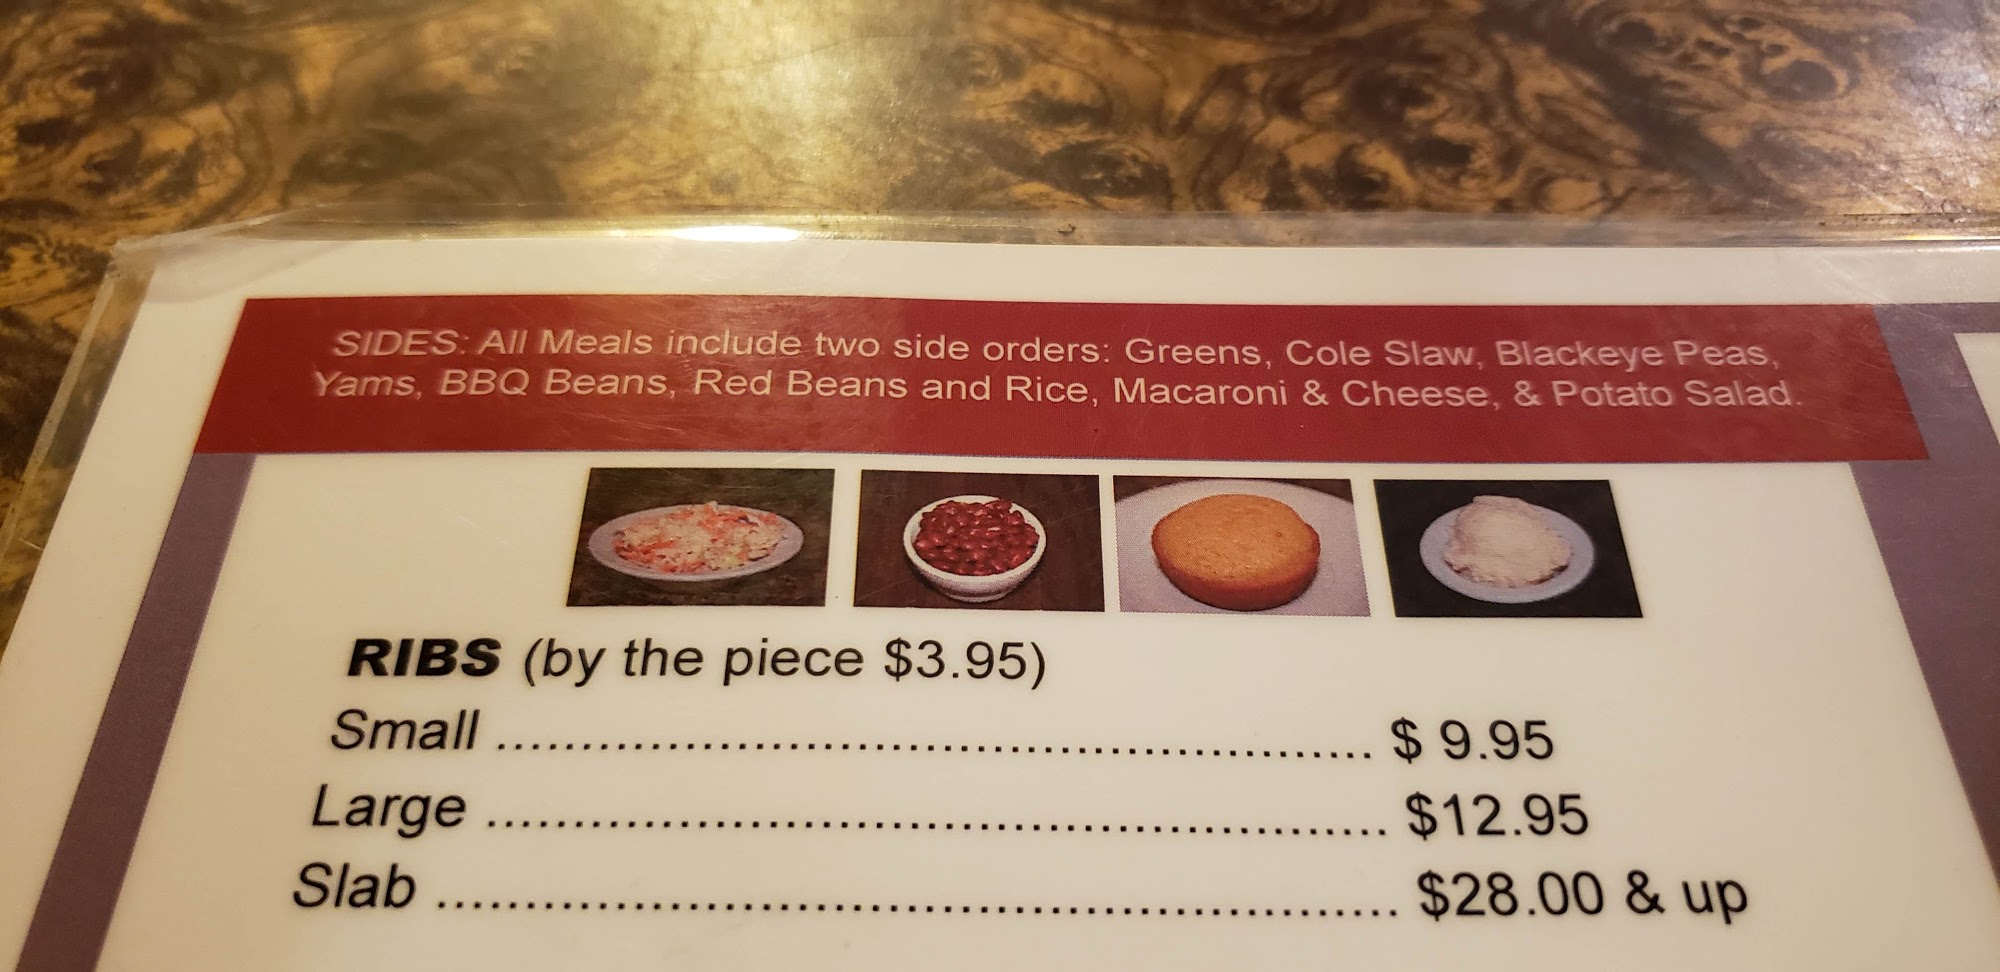 SIDES: All Meals include two side orders: Greens, Cole Slaw, Blackeye Peas,
Yams, BBQ Beans, Red Beans and Rice, Macaroni & Cheese, & Potato Salad.
RIBS (by the piece $3.95)
Small ........................................................ $ 9.95
Large ........................................................ $12.95
Slab ........................................................ $28.00 & up